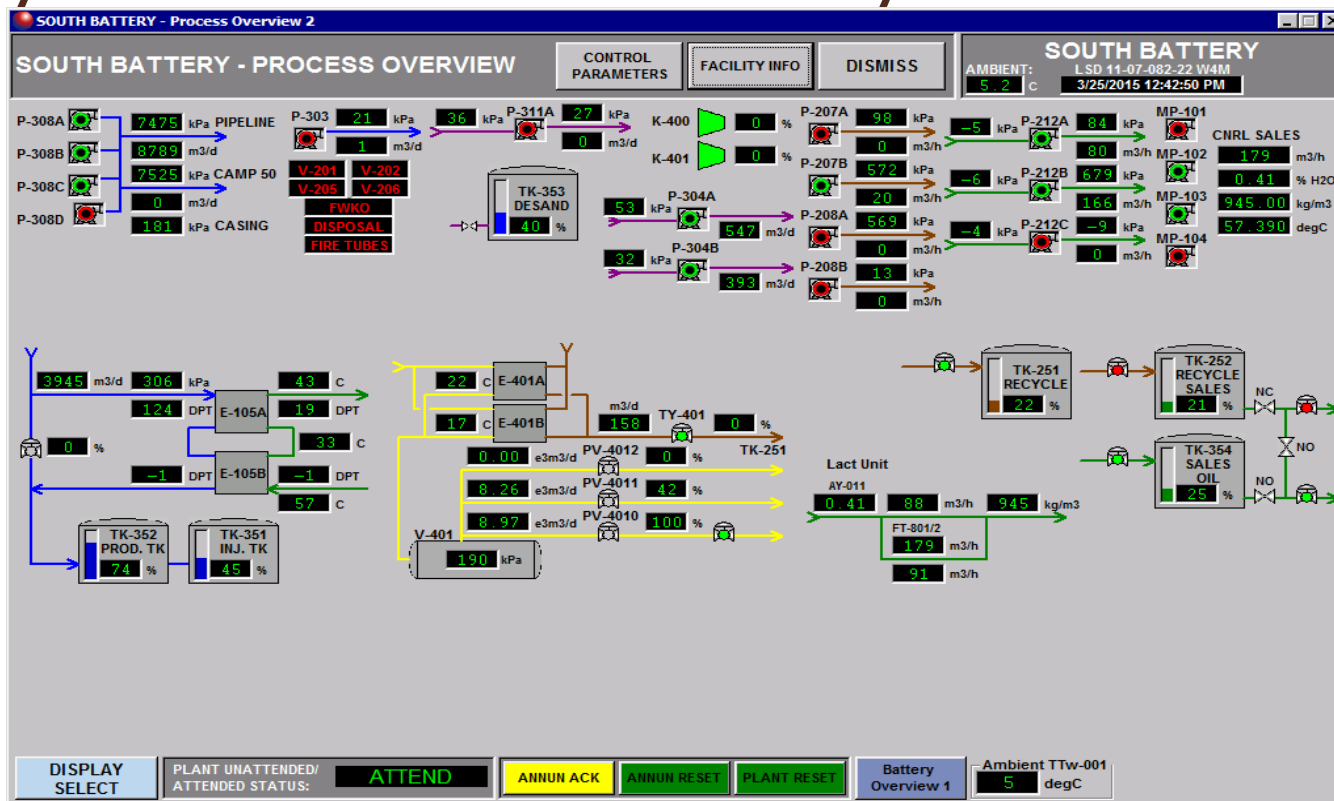 SOUTH BATTERY - Process Overview 2
SOUTH BATTERY - PROCESS OVERVIEW
CONTROL PARAMETERS
FACILITY INFO
DISMISS
SOUTH BATTERY
LSD 11-07-082-22 W4M
AMBIENT:
5.2 C
3/25/2015 12:42:50 PM
P-308A
7475 kPa PIPELINE
8789 m3/d
P-308B
7525 kPa CAMP 50
P-308C
0 m3/d
P-308D
181 kPa CASING
P-303
21 kPa
1 m3/d
V-201 V-202
V-205 V-206
FWKO
DISPOSAL
FIRE TUBES
36 kPa
P-311A
27 kPa
0 m3/d
TK-353
DESAND
40 %
K-400 0 %
K-401 0 %
53 kPa
P-304A
547 m3/d
32 kPa
P-304B
393 m3/d
P-207A
98 kPa
0 m3/h
P-207B
572 kPa
20 m3/h
P-208A
569 kPa
0 m3/h
P-208B
13 kPa
0 m3/h
-5 kPa
P-212A
84 kPa
80 m3/h
-6 kPa
P-212B
679 kPa
166 m3/h
-4 kPa
P-212C
-9 kPa
0 m3/h
MP-101
MP-102
MP-103
MP-104
CNRL SALES
179 m3/h
0.41 % H2O
945.00 kg/m3
57.390 degC
3945 m3/d
306 kPa
124 DPT
E-105A
43 C
19 DPT
33 C
0 %
-1 DPT
E-105B
-1 DPT
57 C
TK-352
PROD. TK
74 %
TK-351
INJ. TK
45 %
22 C
E-401A
17 C
E-401B
m3/d
158
TY-401
0 %
TK-251
0.00 e3m3/d
PV-4012
0 %
8.26 e3m3/d
PV-4011
42 %
8.97 e3m3/d
PV-4010
100 %
V-401
190 kPa
TK-251
RECYCLE
22 %
TK-252
RECYCLE
SALES
21 %
NC
NO
TK-354
SALES
OIL
25 %
NO
Lact Unit
AY-011
0.41
88 m3/h
945 kg/m3
FT-801/2
179 m3/h
91 m3/h
DISPLAY SELECT
PLANT UNATTENDED/
ATTENDED STATUS:
ATTEND
ANNUN ACK
ANNUN RESET
PLANT RESET
Battery
Overview 1
Ambient TTw-001
5 degC